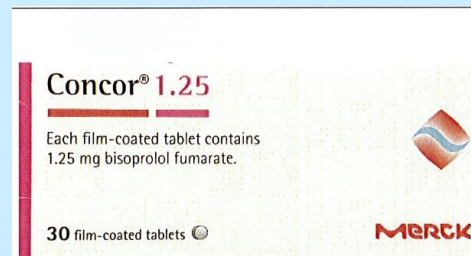 Concor® 1.25
Each film-coated tablet contains
1.25 mg bisoprolol fumarate.
30 film-coated tablets
MERCK